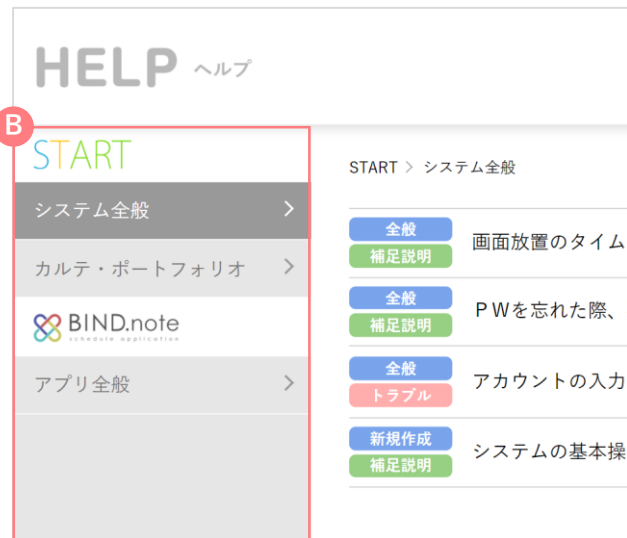 HELP ヘルプ
B
START
システム全般
カルテ・ポートフォリオ
BIND.note
schedule application
アプリ全般
START > システム全般
全般
補足説明
画面放置のタイム
全般
補足説明
PWを忘れた際、
全般
トラブル
アカウントの入力
新規作成
補足説明
システムの基本操